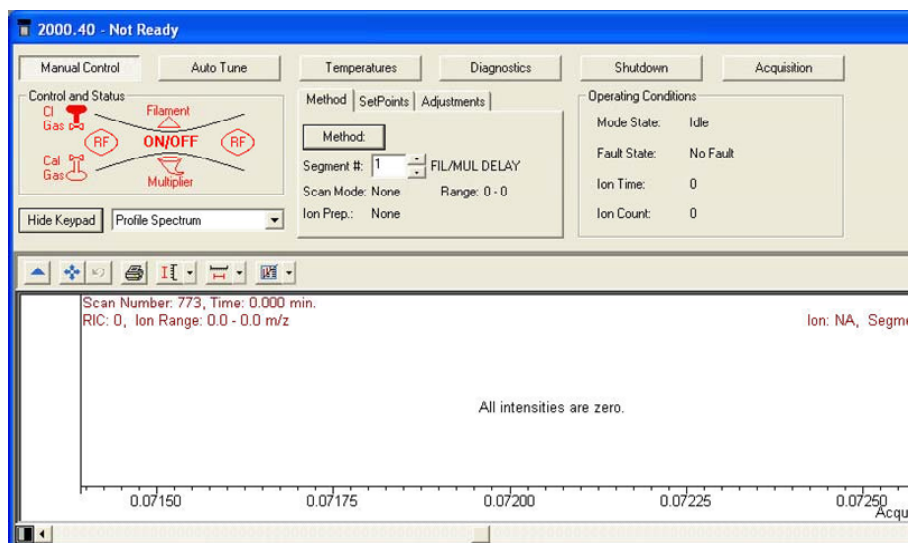 2000.40 - Not Ready
Manual Control Auto Tune Temperatures Diagnostics Shutdown Acquisition
Control and Status
CI Gas
Filament
RF ON/OFF RF
Cal Gas
Multiplier
Hide Keypad Profile Spectrum
Method SetPoints Adjustments
Method:
Segment #: 1 FIL/MUL DELAY
Scan Mode: None Range: 0 - 0
Ion Prep.: None
Operating Conditions
Mode State: Idle
Fault State: No Fault
Ion Time: 0
Ion Count: 0
Scan Number: 773, Time: 0.000 min.
RIC: 0, Ion Range: 0.0 - 0.0 m/z Ion: NA, Segme
All intensities are zero.
0.07150 0.07175 0.07200 0.07225 0.07250
Acqu